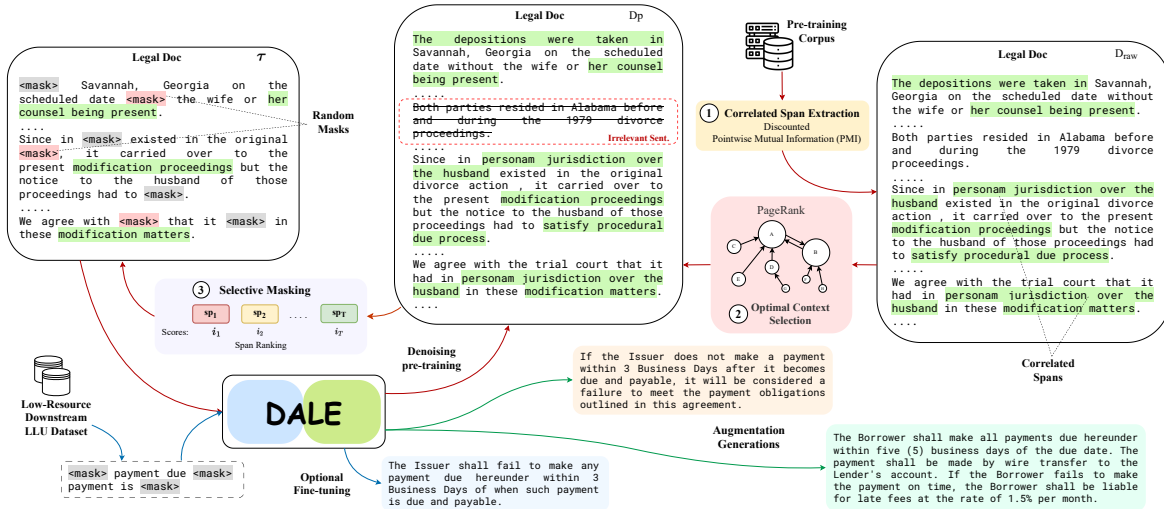 Legal Doc τ
<mask> Savannah, Georgia on the
scheduled date <mask> the wife or her
counsel being present.
....
Since in <mask> existed in the original
<mask>, it carried over to the
present modification proceedings but the
notice to the husband of those
proceedings had to <mask>.
.....
We agree with <mask> that it <mask> in
these modification matters.
Random
Masks
Legal Doc Dp
The depositions were taken in
Savannah, Georgia on the scheduled
date without the wife or her counsel
being present.
.....
Both parties resided in Alabama before
and during the 1979 divorce
proceedings.
Irrelevant Sent.
.....
Since in personam jurisdiction over
the husband existed in the original
divorce action , it carried over to
the present modification proceedings
but the notice to the husband of those
proceedings had to satisfy procedural
due process.
.....
We agree with the trial court that it
had in personam jurisdiction over the
husband in these modification matters.
....
Pre-training
Corpus
1 Correlated Span Extraction
Discounted
Pointwise Mutual Information (PMI)
PageRank
A
B
C
D
E
2 Optimal Context
Selection
Legal Doc Draw
The depositions were taken in Savannah,
Georgia on the scheduled date without
the wife or her counsel being present.
.....
Both parties resided in Alabama before
and during the 1979 divorce
proceedings.
.....
Since in personam jurisdiction over the
husband existed in the original divorce
action , it carried over to the present
modification proceedings but the notice
to the husband of those proceedings had
to satisfy procedural due process.
.....
We agree with the trial court that it
had in personam jurisdiction over the
husband in these modification matters.
....
Correlated
Spans
3 Selective Masking
sp1 sp2 .... spT
Scores: i1 i2 iT
Span Ranking
Denoising
pre-training
Low-Resource
Downstream
LLU Dataset
<mask> payment due <mask>
payment is <mask>
DALE
Optional
Fine-tuning
The Issuer shall fail to make any
payment due hereunder within 3
Business Days of when such payment
is due and payable.
If the Issuer does not make a payment
within 3 Business Days after it becomes
due and payable, it will be considered a
failure to meet the payment obligations
outlined in this agreement.
Augmentation
Generations
The Borrower shall make all payments due hereunder
within five (5) business days of the due date. The
payment shall be made by wire transfer to the
Lender's account. If the Borrower fails to make
the payment on time, the Borrower shall be liable
for late fees at the rate of 1.5% per month.